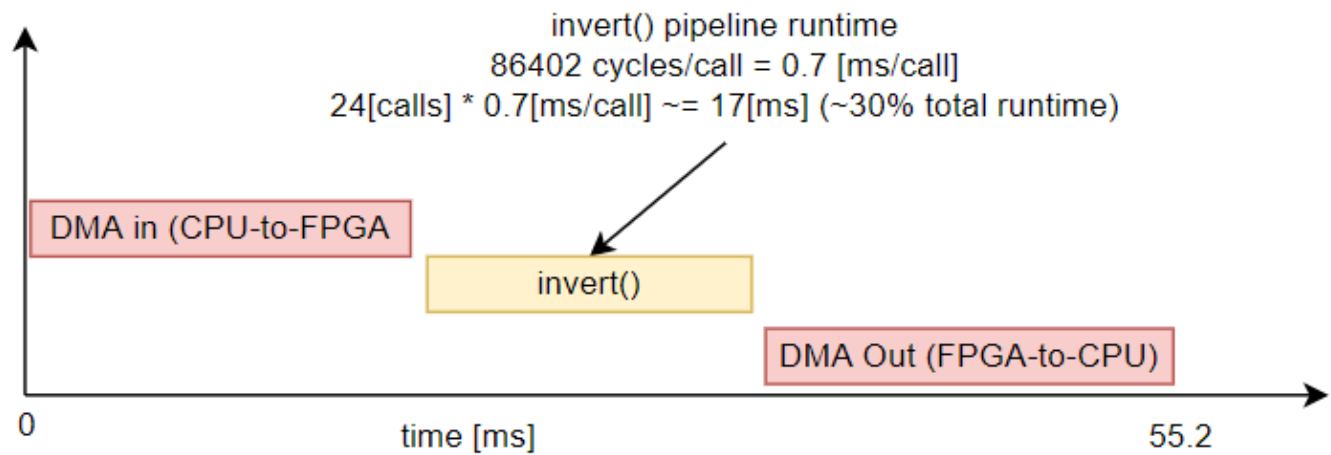 invert() pipeline runtime
86402 cycles/call = 0.7 [ms/call]
24[calls] * 0.7[ms/call] ~= 17[ms] (~30% total runtime)
DMA in (CPU-to-FPGA
invert()
DMA Out (FPGA-to-CPU)
0
time [ms]
55.2